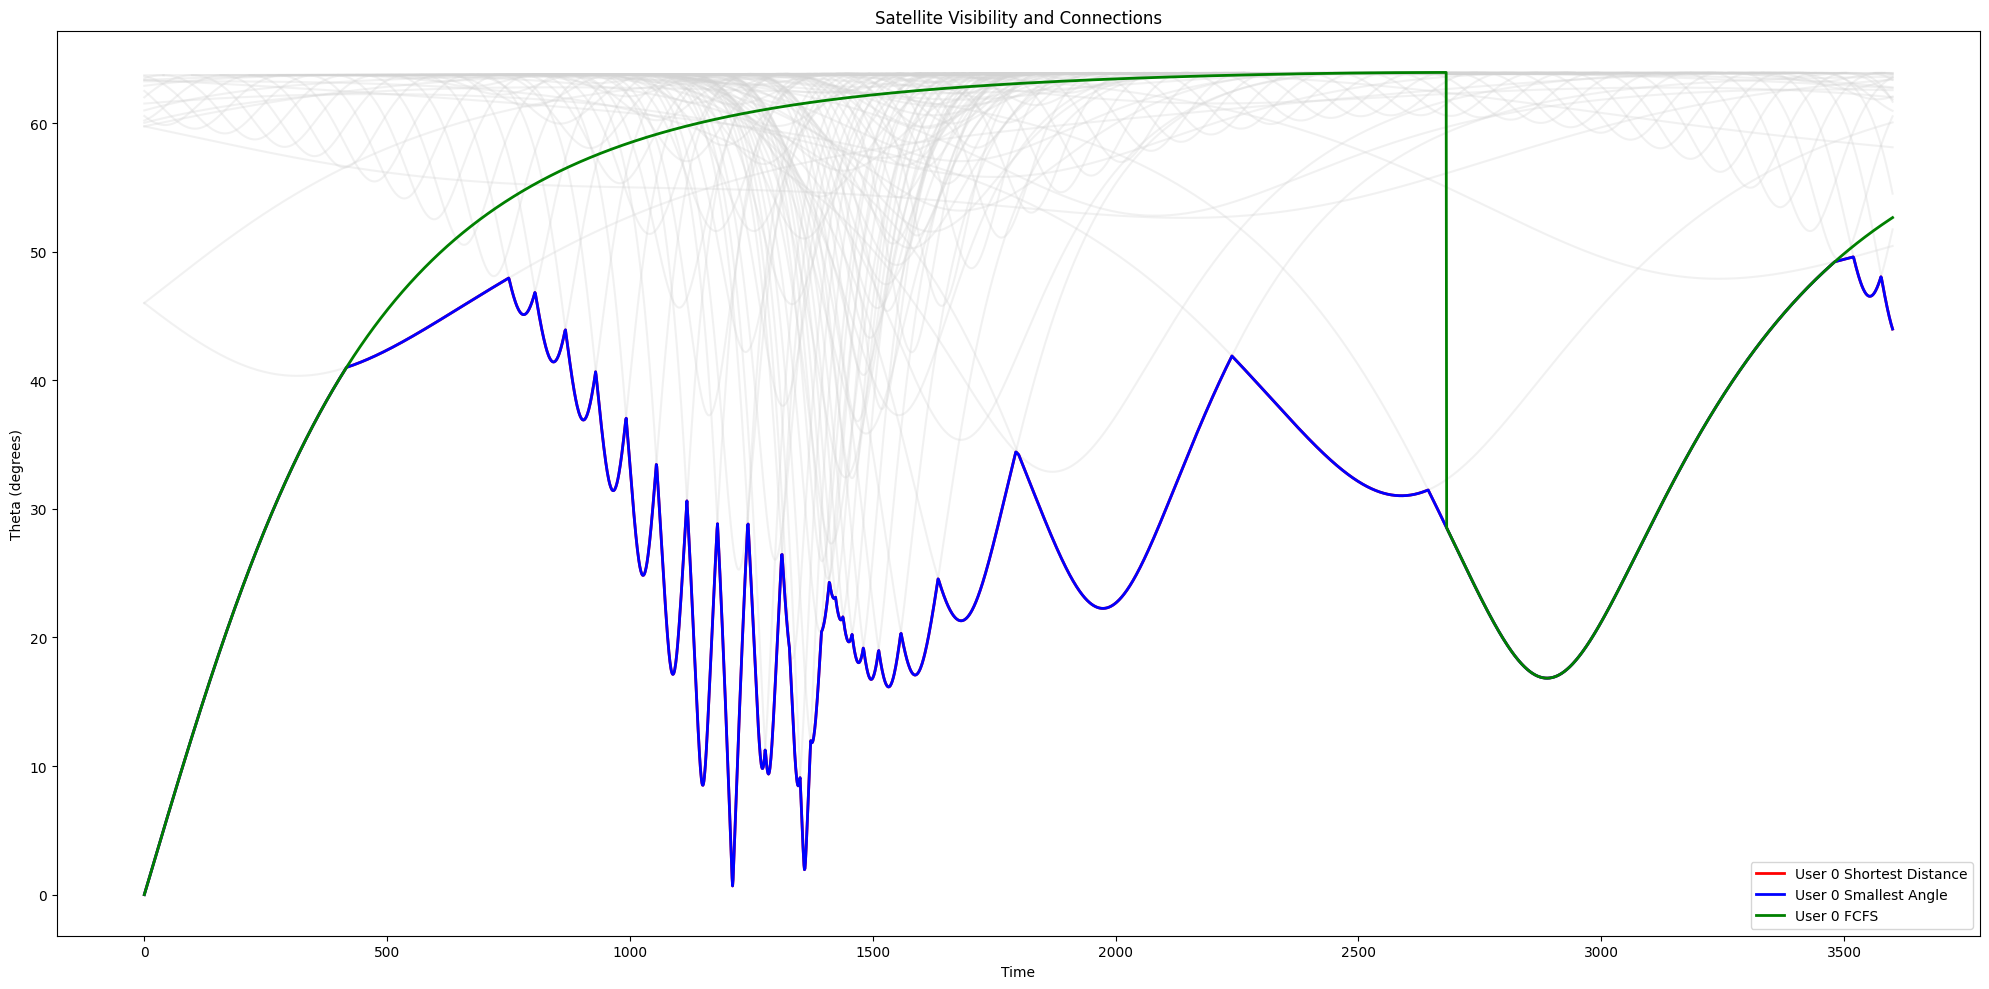 Satellite Visibility and Connections
Theta (degrees)
60
50
40
30
20
10
0
User 0 Shortest Distance
User 0 Smallest Angle
User 0 FCFS
0 500 1000 1500 2000 2500 3000 3500
Time